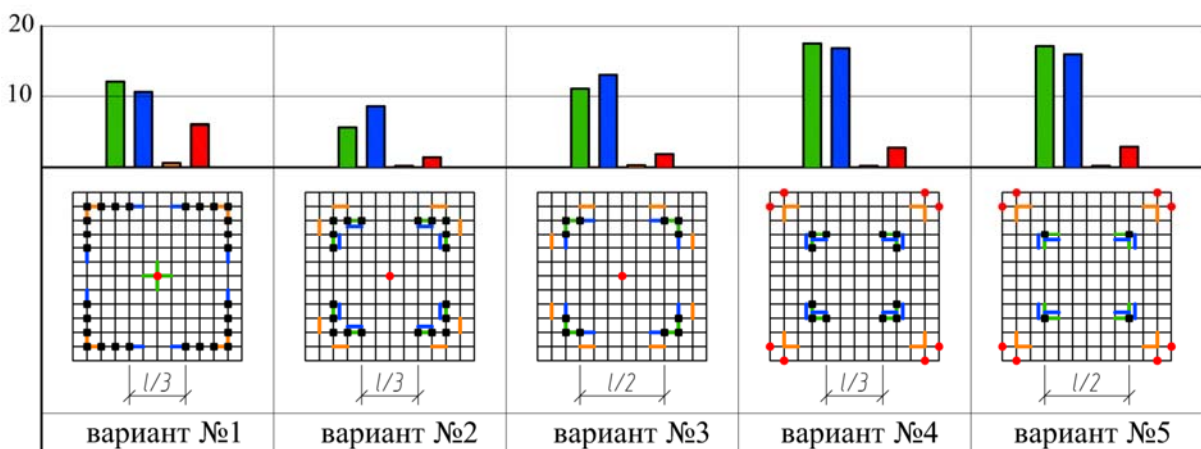 20
10
l/3
l/3
l/2
l/3
l/2
вариант №1
вариант №2
вариант №3
вариант №4
вариант №5